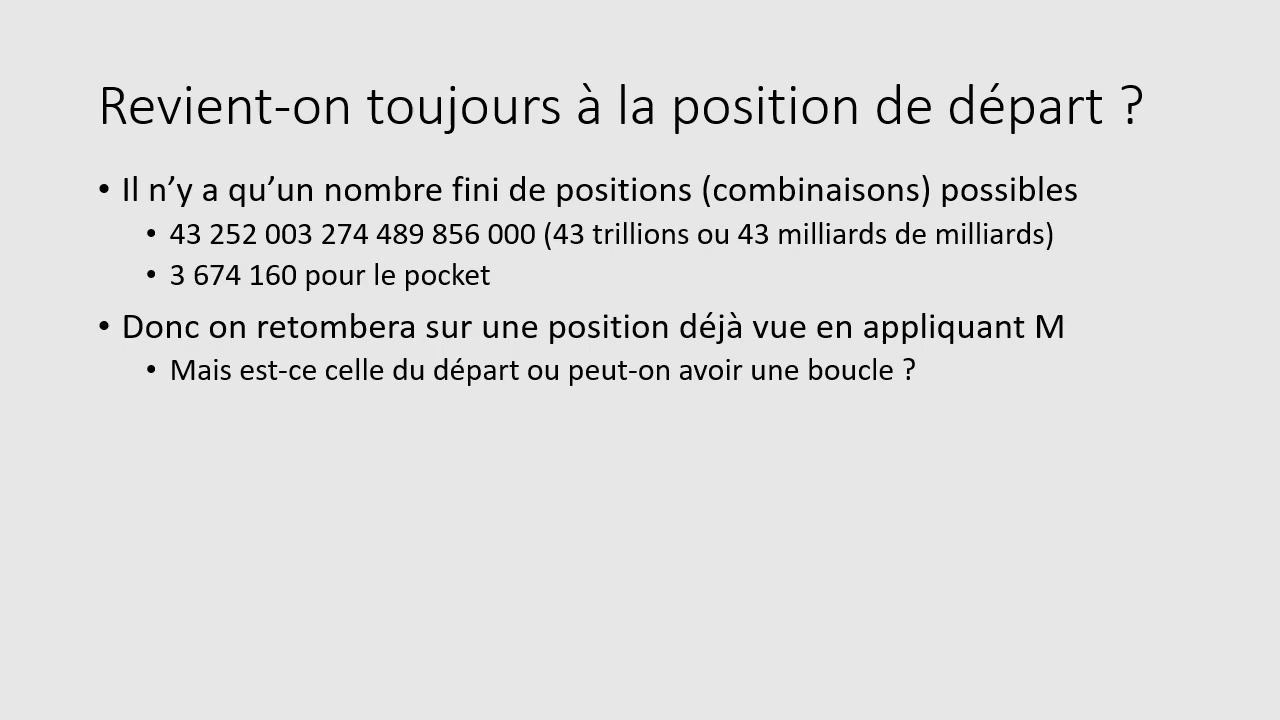 Revient-on toujours à la position de départ ?
• Il n’y a qu’un nombre fini de positions (combinaisons) possibles
• 43 252 003 274 489 856 000 (43 trillions ou 43 milliards de milliards)
• 3 674 160 pour le pocket
• Donc on retombera sur une position déjà vue en appliquant M
• Mais est-ce celle du départ ou peut-on avoir une boucle ?